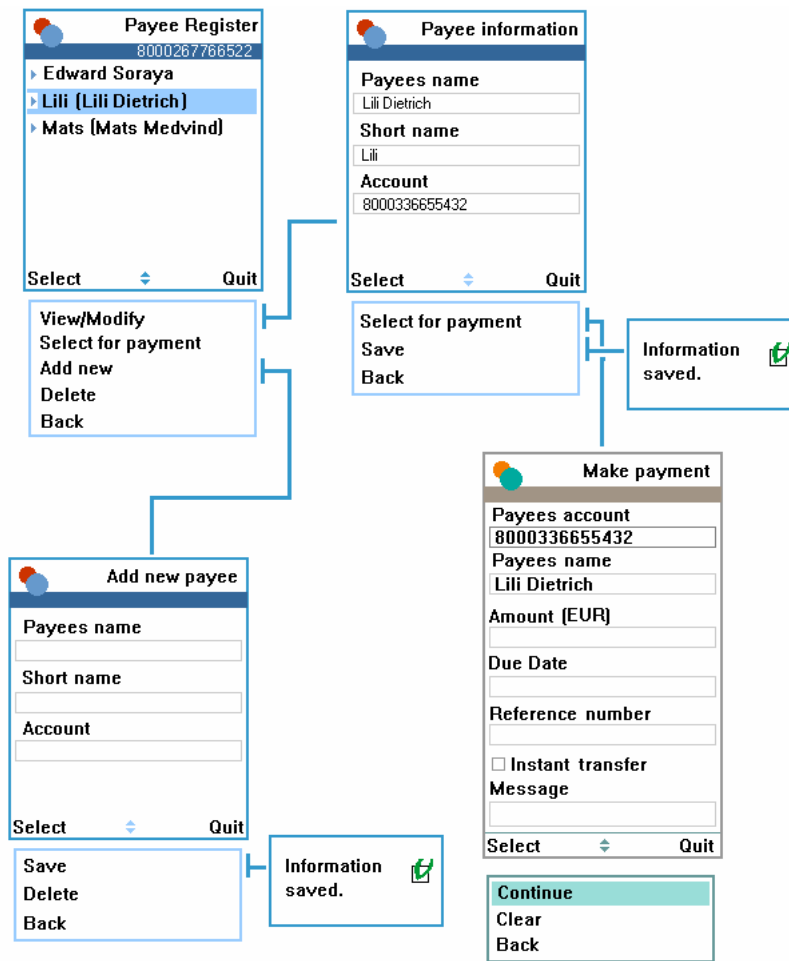 Payee Register
8000267766522
Edward Soraya
Lili (Lili Dietrich)
Mats (Mats Medvind)
Select Quit
View/Modify
Select for payment
Add new
Delete
Back
Payee information
Payees name
Lili Dietrich
Short name
Lili
Account
8000336655432
Select Quit
Select for payment
Save
Back
Information
saved.
Add new payee
Payees name
Short name
Account
Select Quit
Save
Delete
Back
Information
saved.
Make payment
Payees account
8000336655432
Payees name
Lili Dietrich
Amount (EUR)
Due Date
Reference number
Instant transfer
Message
Select Quit
Continue
Clear
Back